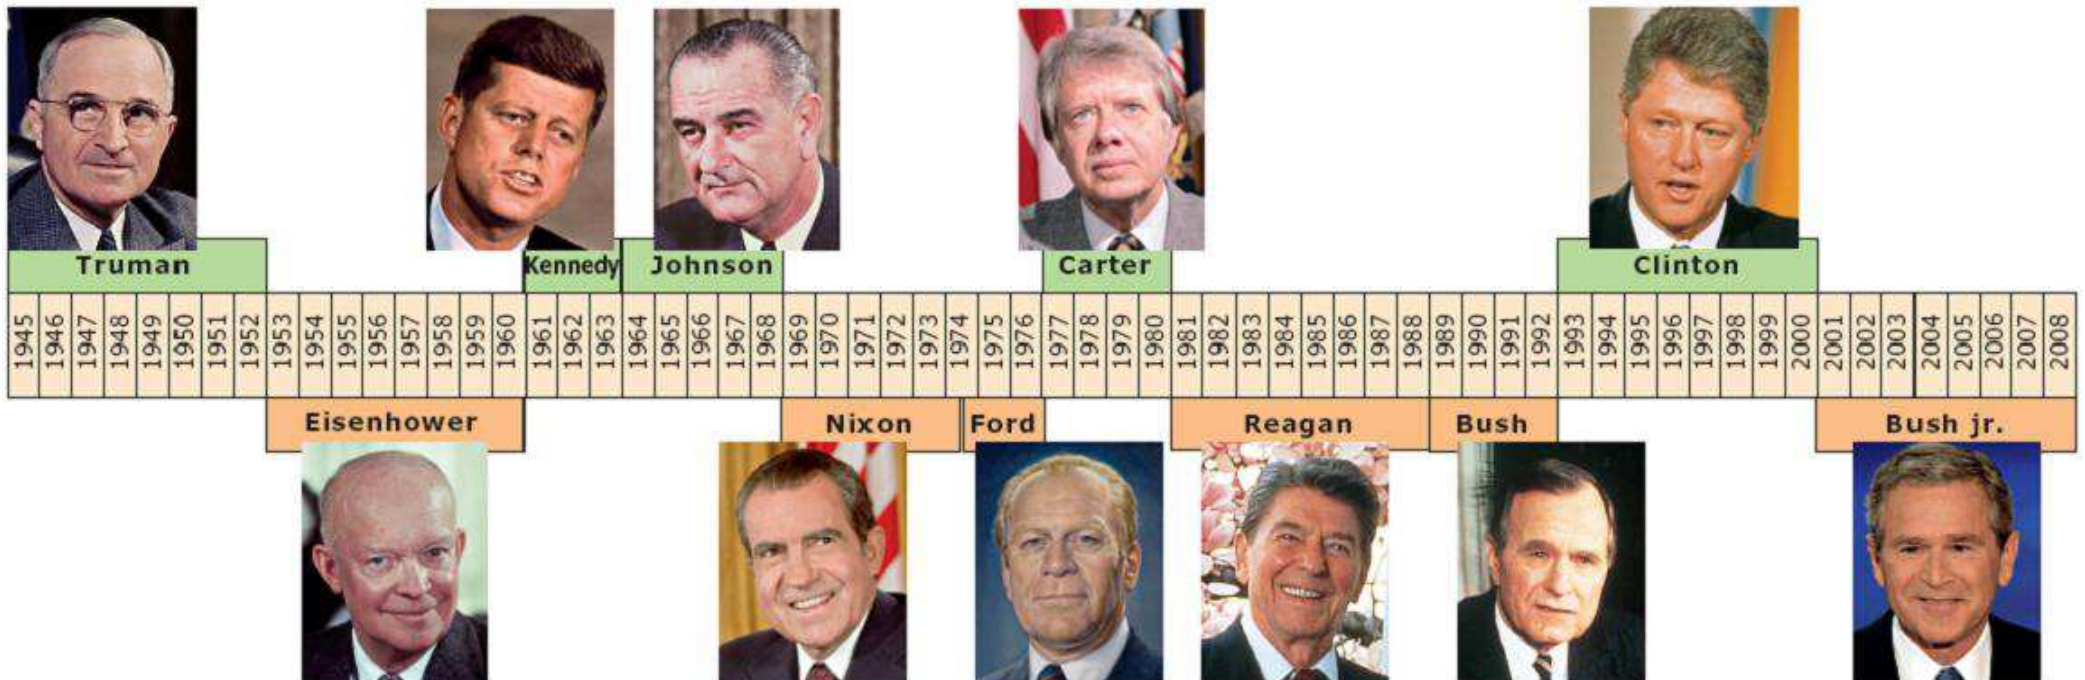 Truman Kennedy Johnson Carter Clinton
1945 1946 1947 1948 1949 1950 1951 1952 1953 1954 1955 1956 1957 1958 1959 1960 1961 1962 1963 1964 1965 1966 1967 1968 1969 1970 1971 1972 1973 1974 1975 1976 1977 1978 1979 1980 1981 1982 1983 1984 1985 1986 1987 1988 1989 1990 1991 1992 1993 1994 1995 1996 1997 1998 1999 2000 2001 2002 2003 2004 2005 2006 2007 2008
Eisenhower Nixon Ford Reagan Bush Bush jr.